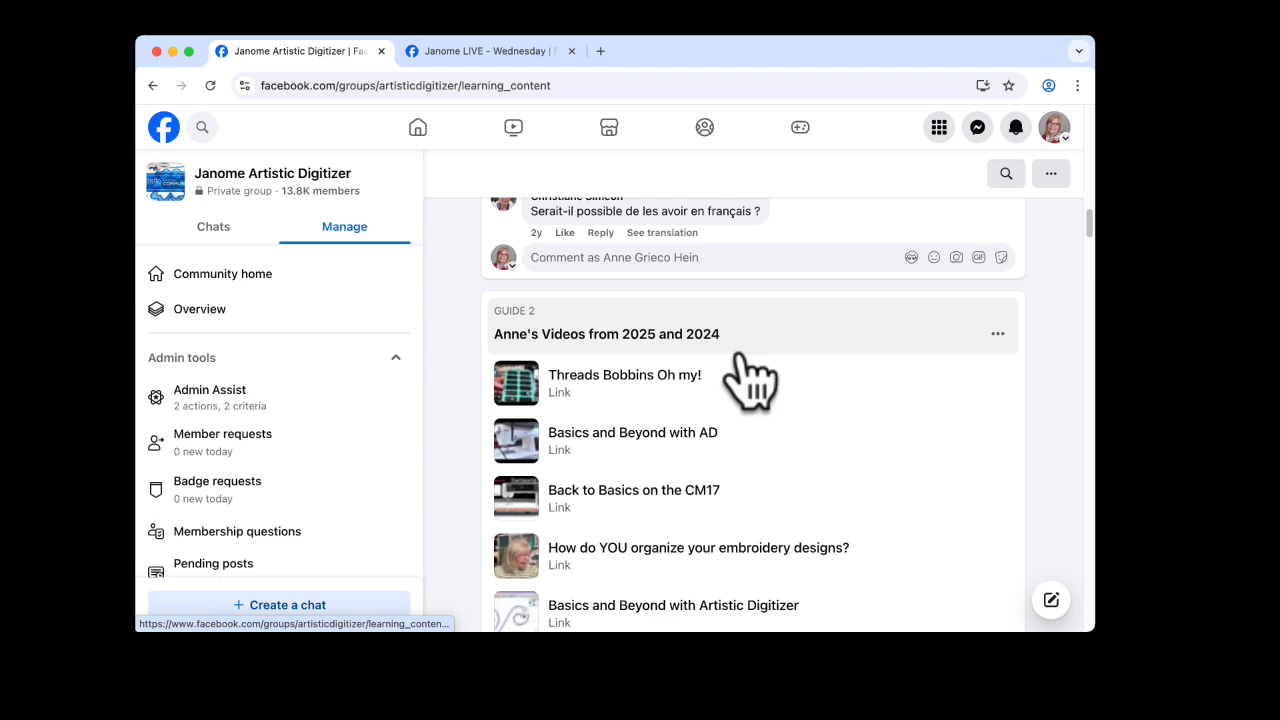 Janome Artistic Digitizer | Fac
Janome LIVE - Wednesday | F
facebook.com/groups/artisticdigitizer/learning_content
Janome Artistic Digitizer
Private group · 13.8K members
Chats
Manage
Community home
Overview
Admin tools
Admin Assist
2 actions, 2 criteria
Member requests
0 new today
Badge requests
0 new today
Membership questions
Pending posts
+ Create a chat
https://www.facebook.com/groups/artisticdigitizer/learning_conten...
Christiane Simeon
Serait-il possible de les avoir en français ?
2y Like Reply See translation
Comment as Anne Grieco Hein
GIF
GUIDE 2
Anne's Videos from 2025 and 2024
Threads Bobbins Oh my!
Link
Basics and Beyond with AD
Link
Back to Basics on the CM17
Link
How do YOU organize your embroidery designs?
Link
Basics and Beyond with Artistic Digitizer
Link